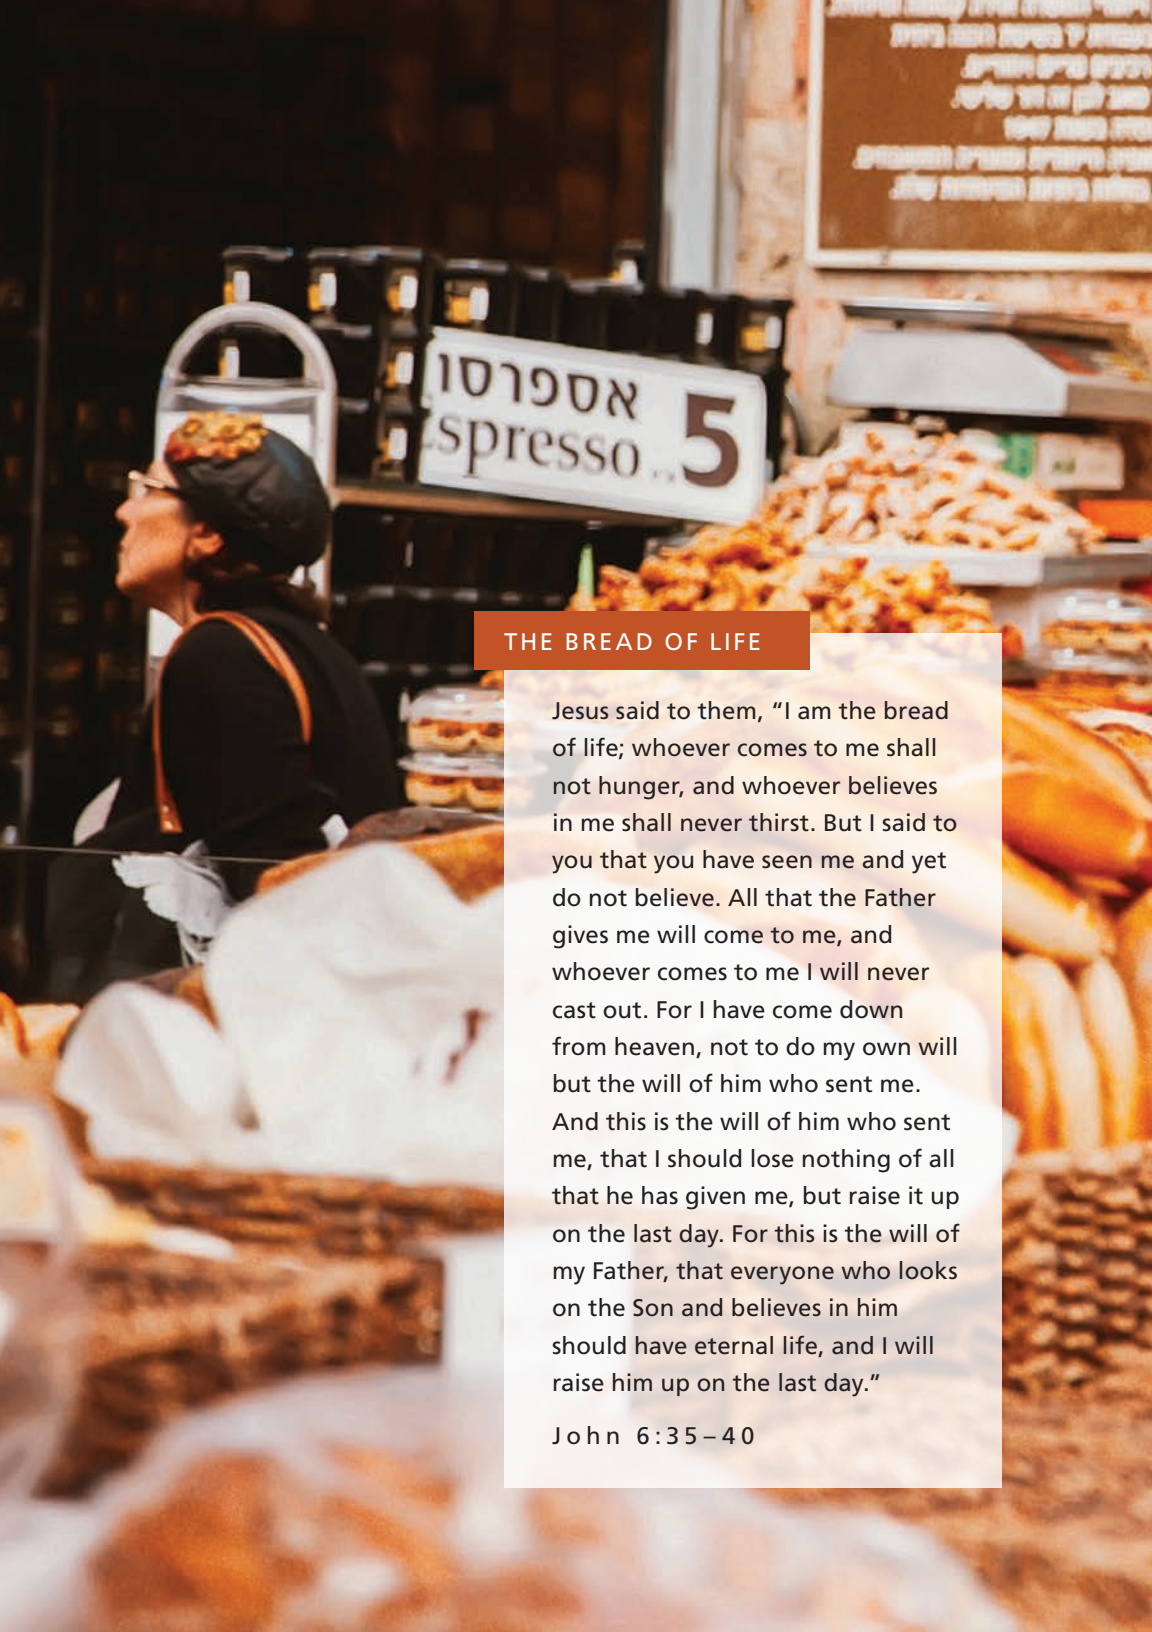 אספרסו
spresso
5
THE BREAD OF LIFE
Jesus said to them, “I am the bread
of life; whoever comes to me shall
not hunger, and whoever believes
in me shall never thirst. But I said to
you that you have seen me and yet
do not believe. All that the Father
gives me will come to me, and
whoever comes to me I will never
cast out. For I have come down
from heaven, not to do my own will
but the will of him who sent me.
And this is the will of him who sent
me, that I should lose nothing of all
that he has given me, but raise it up
on the last day. For this is the will of
my Father, that everyone who looks
on the Son and believes in him
should have eternal life, and I will
raise him up on the last day.”
John 6:35–40